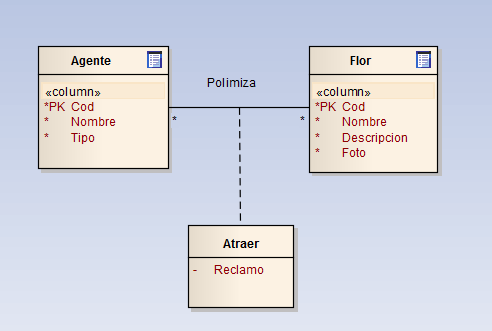 Agente
«column»
*PK Cod
* Nombre
* Tipo
Polimiza
* *
Flor
«column»
*PK Cod
* Nombre
* Descripcion
* Foto
Atraer
- Reclamo